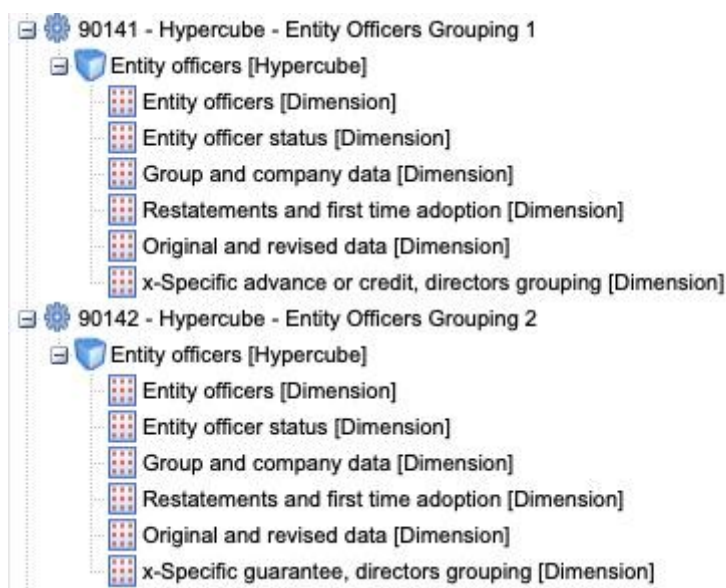 90141 - Hypercube - Entity Officers Grouping 1
Entity officers [Hypercube]
Entity officers [Dimension]
Entity officer status [Dimension]
Group and company data [Dimension]
Restatements and first time adoption [Dimension]
Original and revised data [Dimension]
x-Specific advance or credit, directors grouping [Dimension]
90142 - Hypercube - Entity Officers Grouping 2
Entity officers [Hypercube]
Entity officers [Dimension]
Entity officer status [Dimension]
Group and company data [Dimension]
Restatements and first time adoption [Dimension]
Original and revised data [Dimension]
x-Specific guarantee, directors grouping [Dimension]